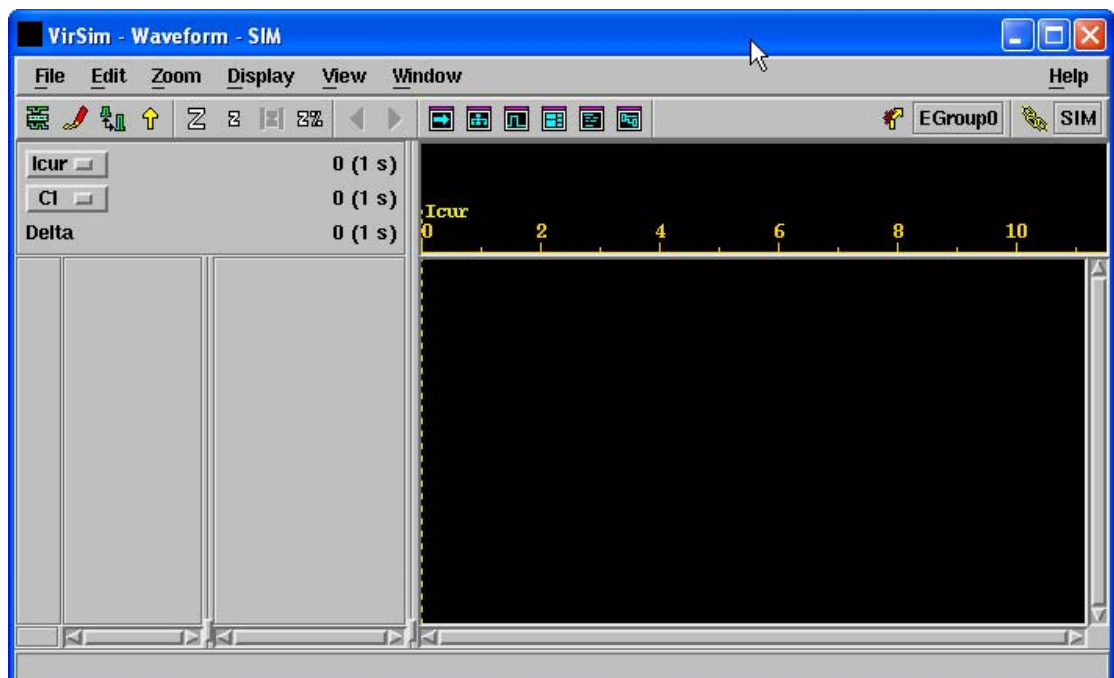 VirSim - Waveform - SIM
File Edit Zoom Display View Window Help
EGroup0 SIM
Icur 0 (1 s)
C1 0 (1 s)
Delta 0 (1 s)
Icur
0 2 4 6 8 10